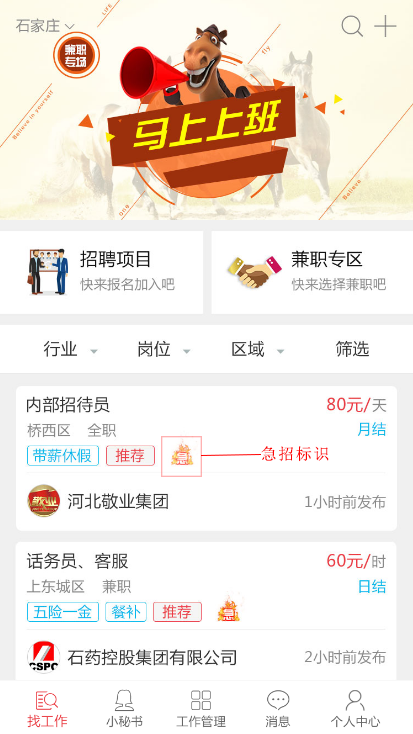 石家庄
兼职
专场
LIFE
fly
Believe in yourself
马上上班
One
Believe
招聘项目
快来报名加入吧
兼职专区
快来选择兼职吧
行业 岗位 区域 筛选
内部招待员 80元/天
桥西区 全职 月结
带薪休假 推荐 急招标识
敬业 河北敬业集团 1小时前发布
话务员、客服 60元/时
上东城区 兼职 日结
五险一金 餐补 推荐
CSPC 石药控股集团有限公司 2小时前发布
找工作 小秘书 工作管理 消息 个人中心